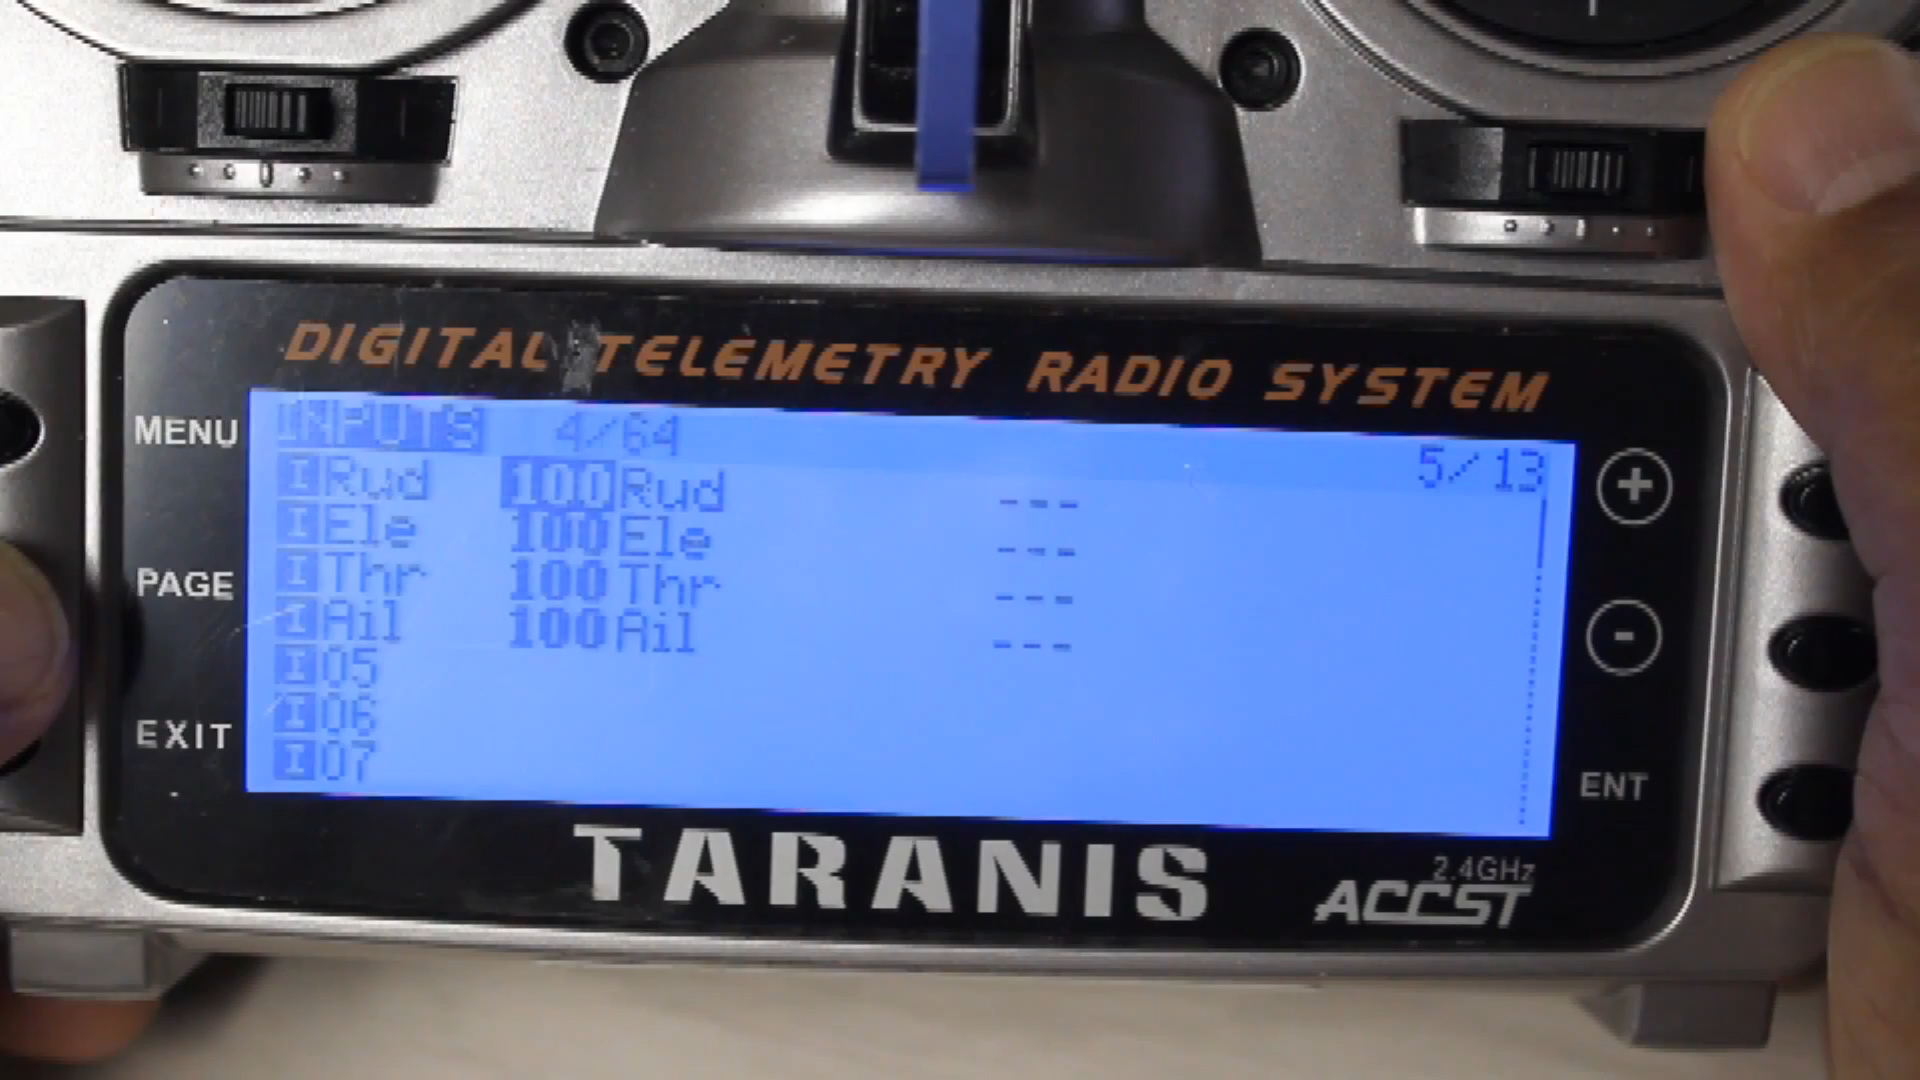 DIGITAL TELEMETRY RADIO SYSTEM
MENU
PAGE
EXIT
INPUTS 4/64 5/13
I Rud 100 Rud ---
I Ele 100 Ele ---
I Thr 100 Thr ---
I Ail 100 Ail ---
I 05
I 06
I 07
+
-
ENT
TARANIS
2.4GHz
ACCST